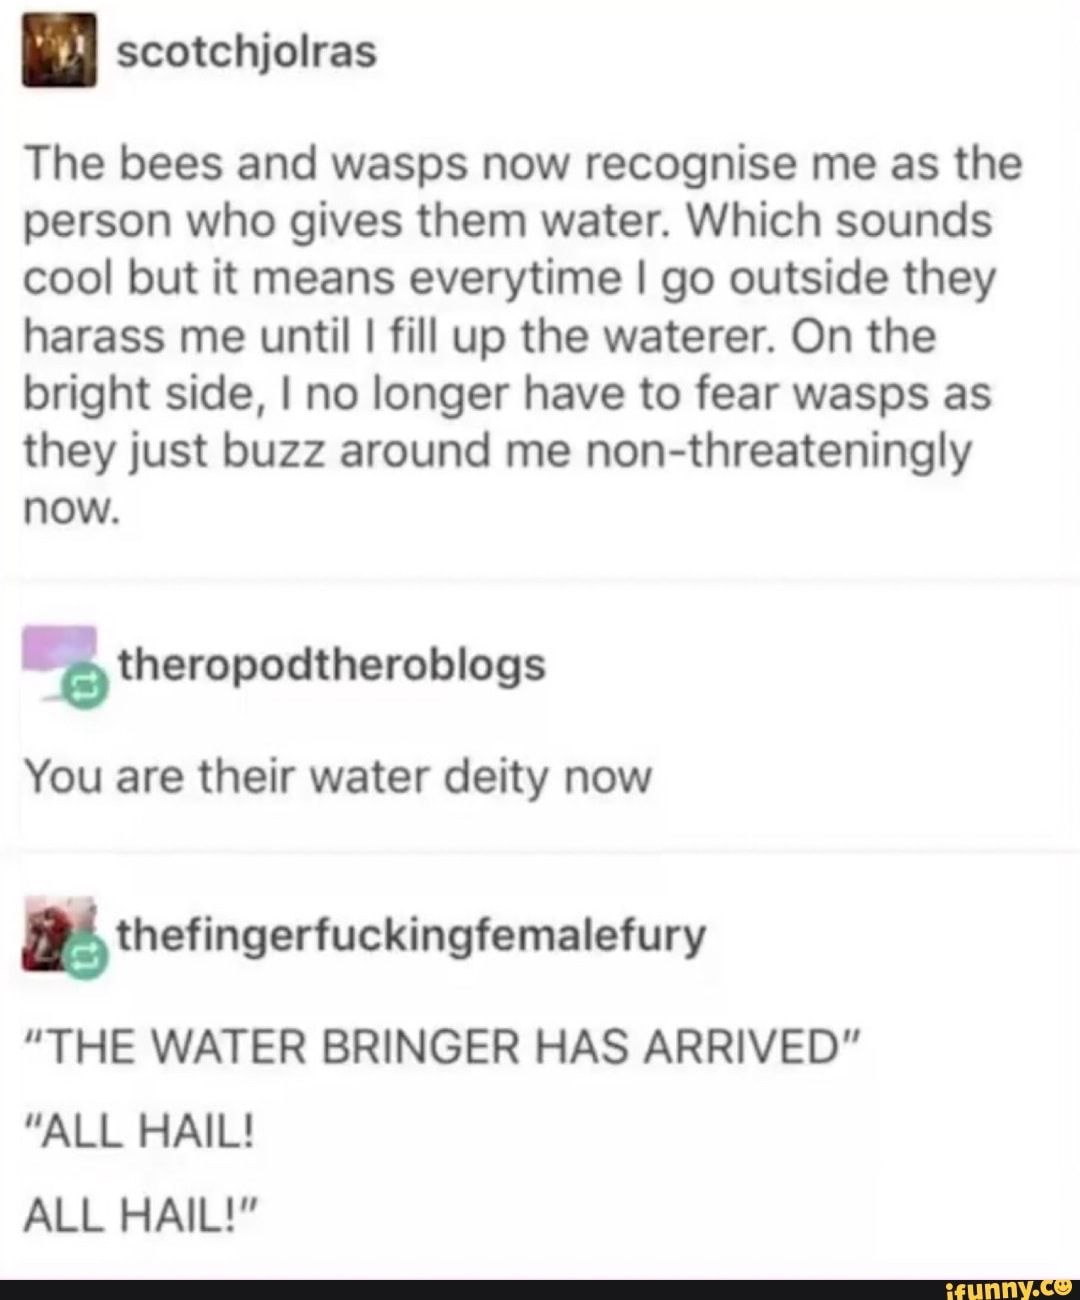 scotchjolras
The bees and wasps now recognise me as the
person who gives them water. Which sounds
cool but it means everytime I go outside they
harass me until I fill up the waterer. On the
bright side, I no longer have to fear wasps as
they just buzz around me non-threateningly
now.
theropodtheroblogs
You are their water deity now
thefingerfuckingfemalefury
"THE WATER BRINGER HAS ARRIVED"
"ALL HAIL!
ALL HAIL!"
ifunny.co